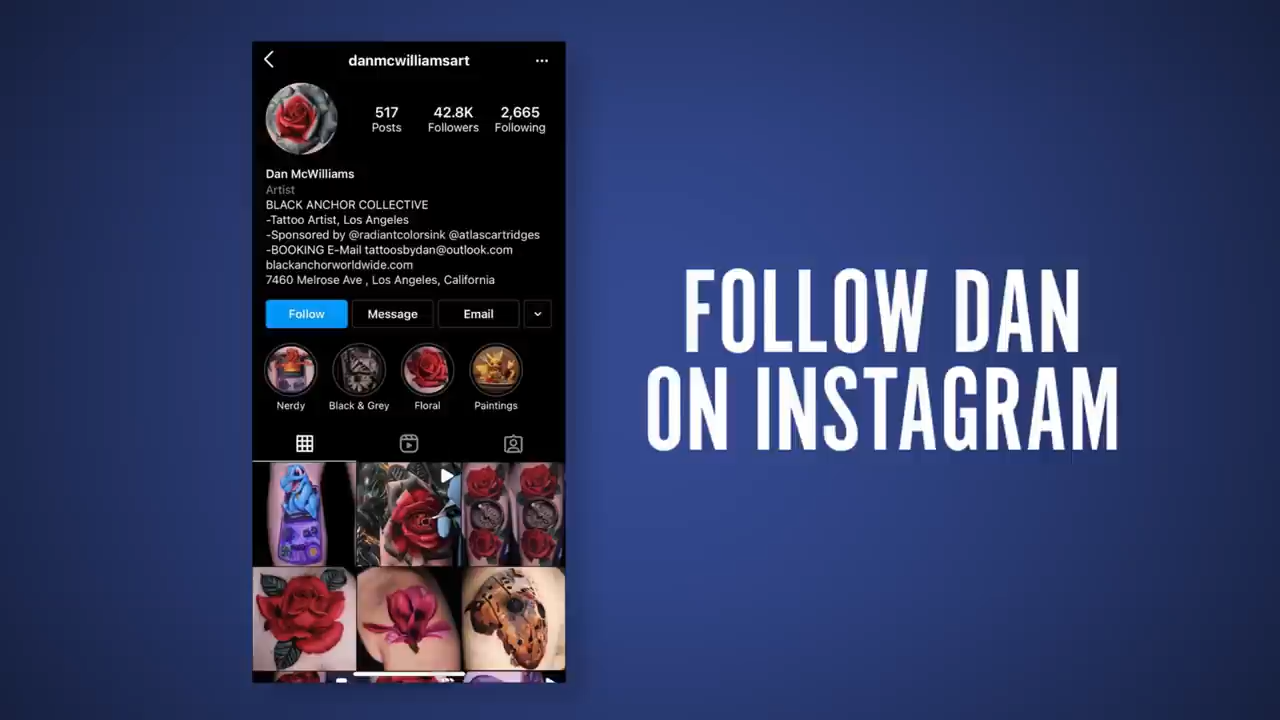 danmcwilliamsart
517
Posts
42.8K
Followers
2,665
Following
Dan McWilliams
Artist
BLACK ANCHOR COLLECTIVE
-Tattoo Artist, Los Angeles
-Sponsored by @radiantcolorsink @atlascartridges
-BOOKING E-Mail tattoosbydan@outlook.com
blackanchorworldwide.com
7460 Melrose Ave , Los Angeles, California
Follow
Message
Email
Nerdy
Black & Grey
Floral
Paintings
FOLLOW DAN
ON INSTAGRAM